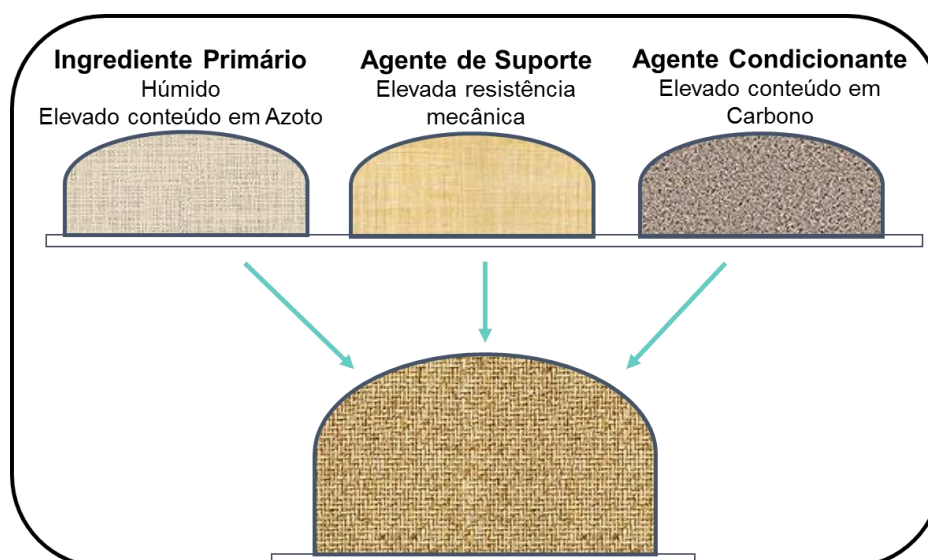 Ingrediente Primário
Húmido
Elevado conteúdo em Azoto
Agente de Suporte
Elevada resistência
mecânica
Agente Condicionante
Elevado conteúdo em
Carbono